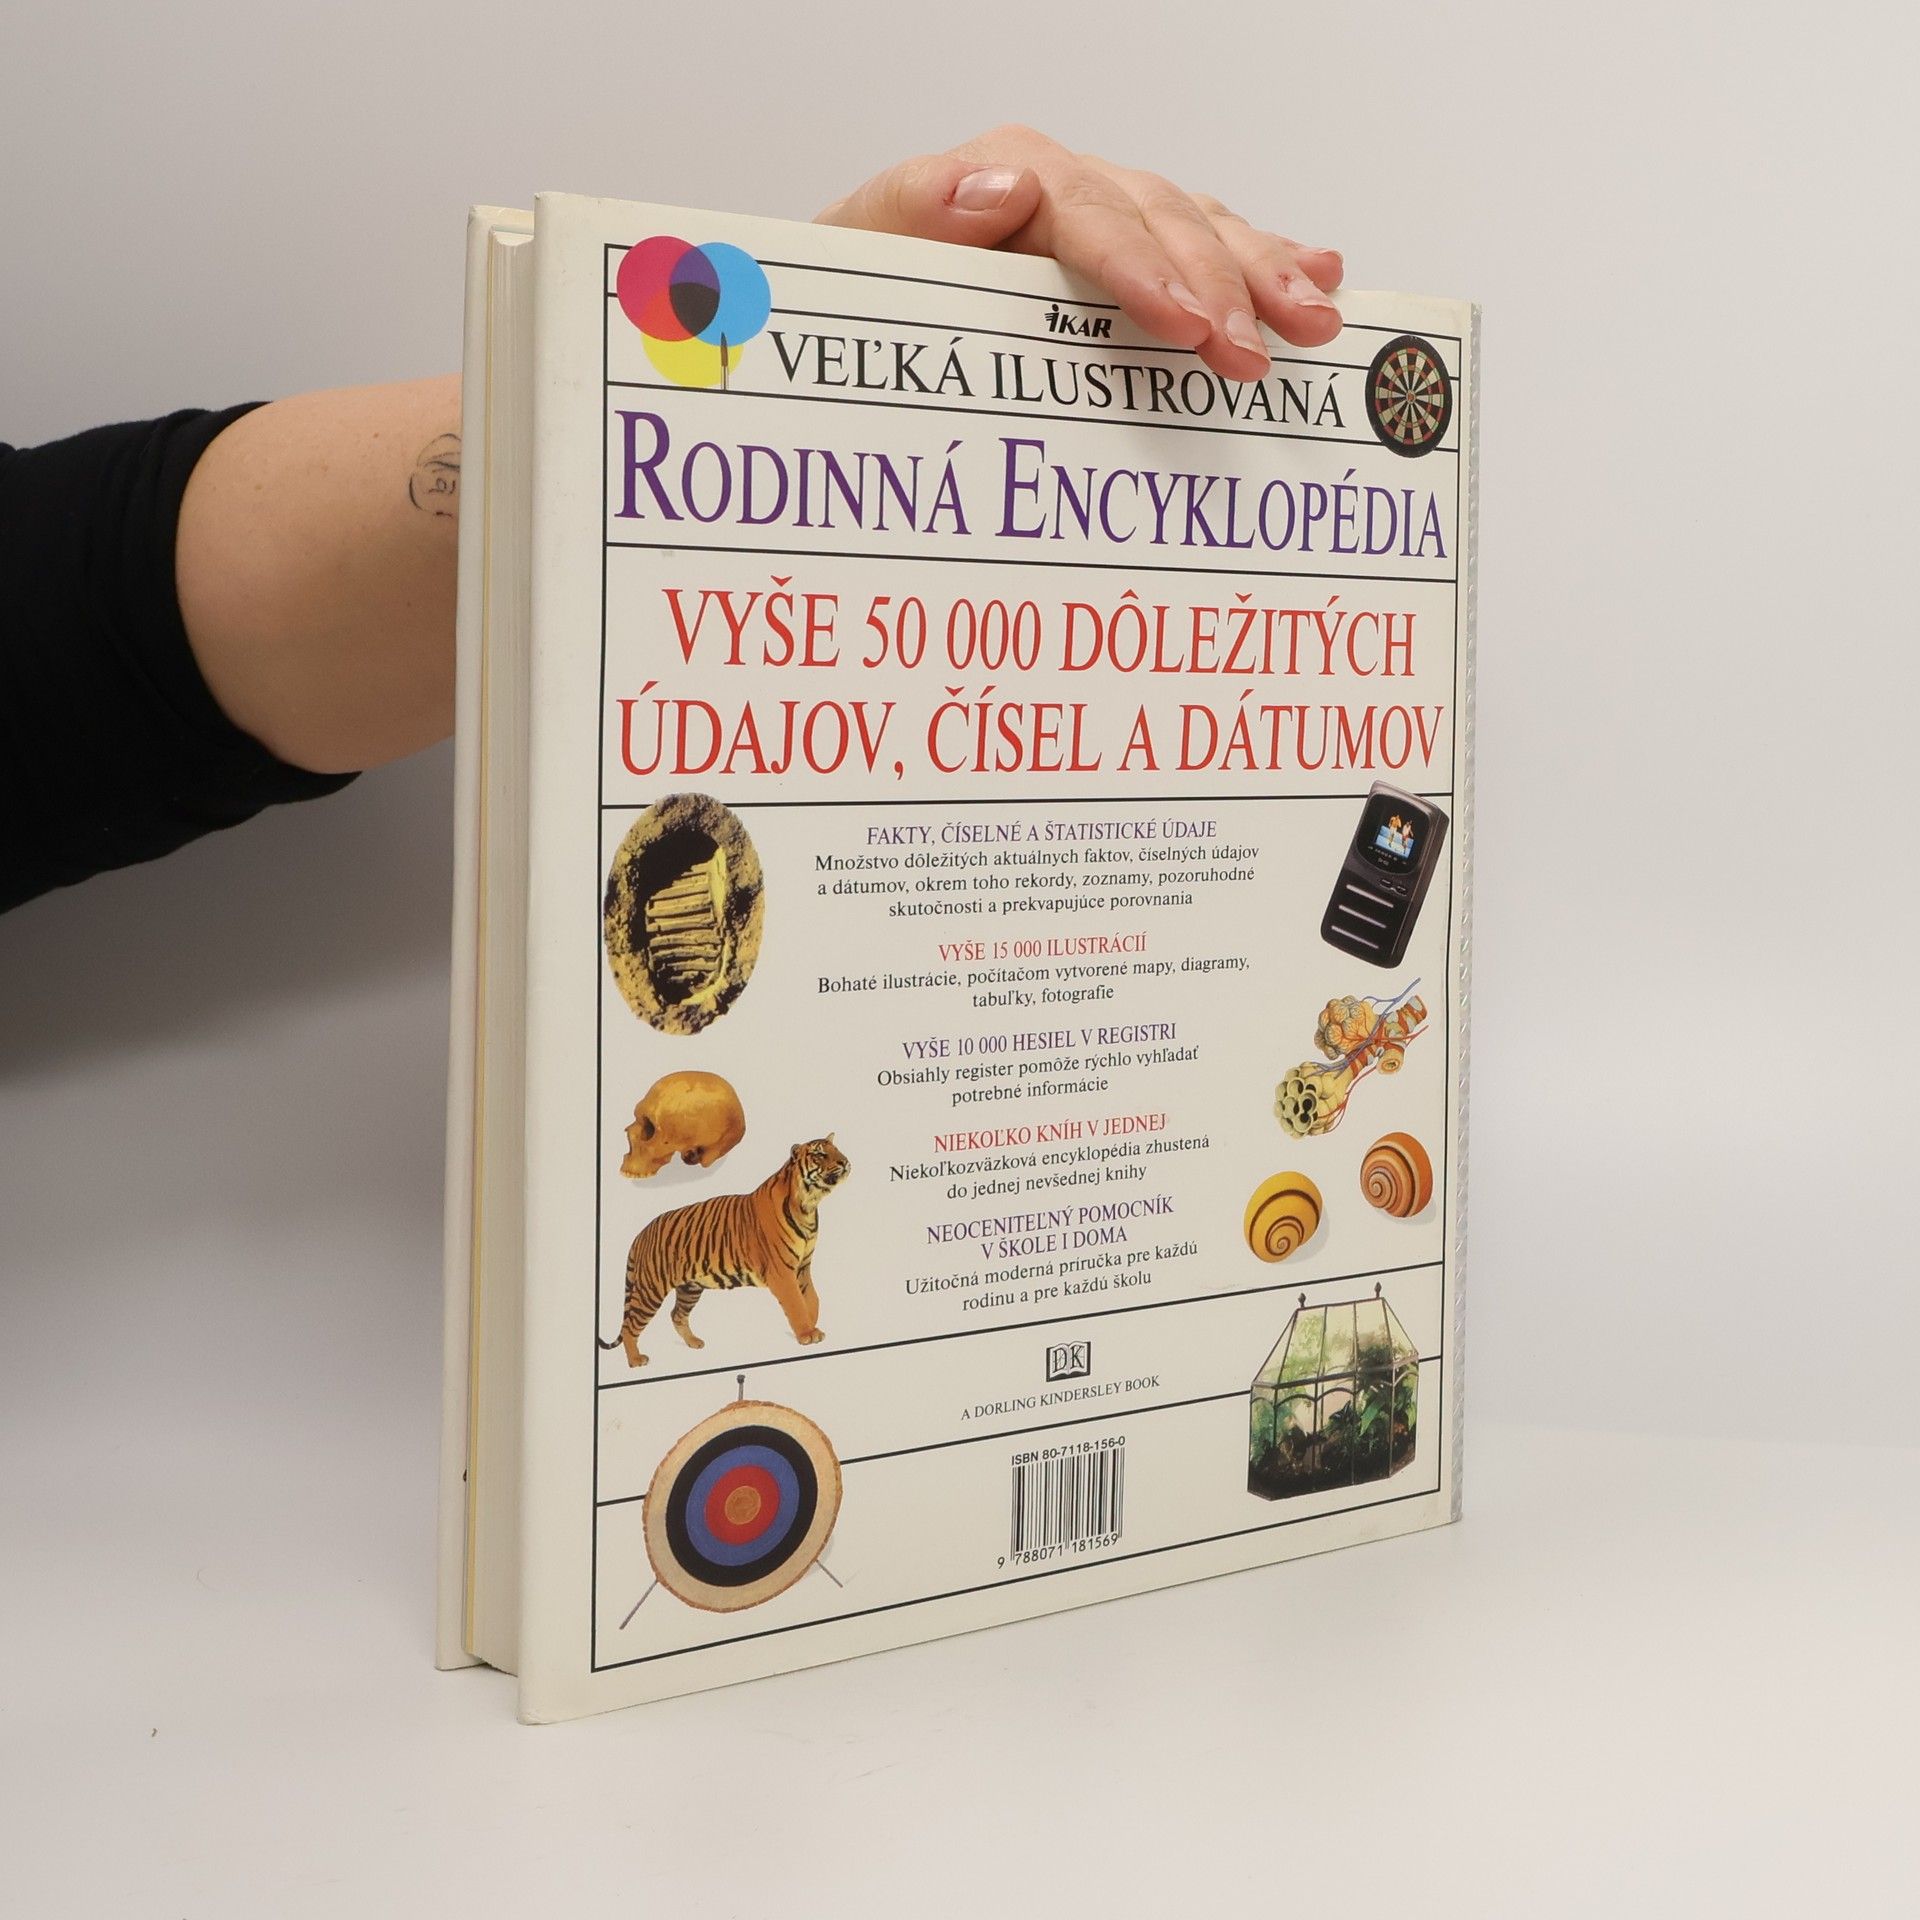 iKAR
VEĽKÁ ILUSTROVANÁ
RODINNÁ ENCYKLOPÉDIA
VYŠE 50 000 DÔLEŽITÝCH
ÚDAJOV, ČÍSEL A DÁTUMOV
FAKTY, ČÍSELNÉ A ŠTATISTICKÉ ÚDAJE
Množstvo dôležitých aktuálnych faktov, číselných údajov
a dátumov, okrem toho rekordy, zoznamy, pozoruhodné
skutočnosti a prekvapujúce porovnania
VYŠE 15 000 ILUSTRÁCIÍ
Bohaté ilustrácie, počítačom vytvorené mapy, diagramy,
tabuľky, fotografie
VYŠE 10 000 HESIEL V REGISTRI
Obsiahly register pomôže rýchlo vyhľadať
potrebné informácie
NIEKOĽKO KNÍH V JEDNEJ
Niekoľkozväzková encyklopédia zhustená
do jednej nevšednej knihy
NEOCENITEĽNÝ POMOCNÍK
V ŠKOLE I DOMA
Užitočná moderná príručka pre každú
rodinu a pre každú školu
DK
A DORLING KINDERSLEY BOOK
ISBN 80-7118-156-0
9 788071 181569